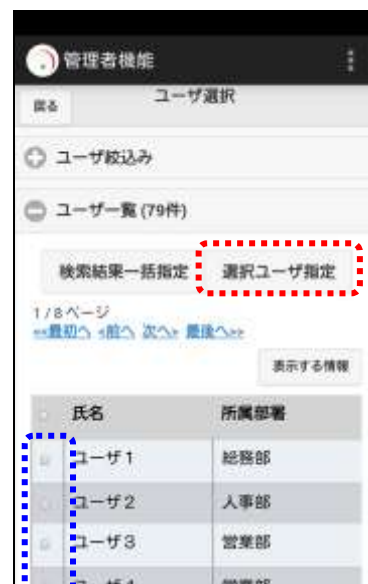 管理者機能
戻る
ユーザ選択
ユーザ絞込み
ユーザ一覧 (79件)
検索結果一括指定 選択ユーザ指定
1 / 8 ページ
<<最初へ <前へ 次へ> 最後へ>>
表示する情報
氏名 所属部署
ユーザ1 総務部
ユーザ2 人事部
ユーザ3 営業部